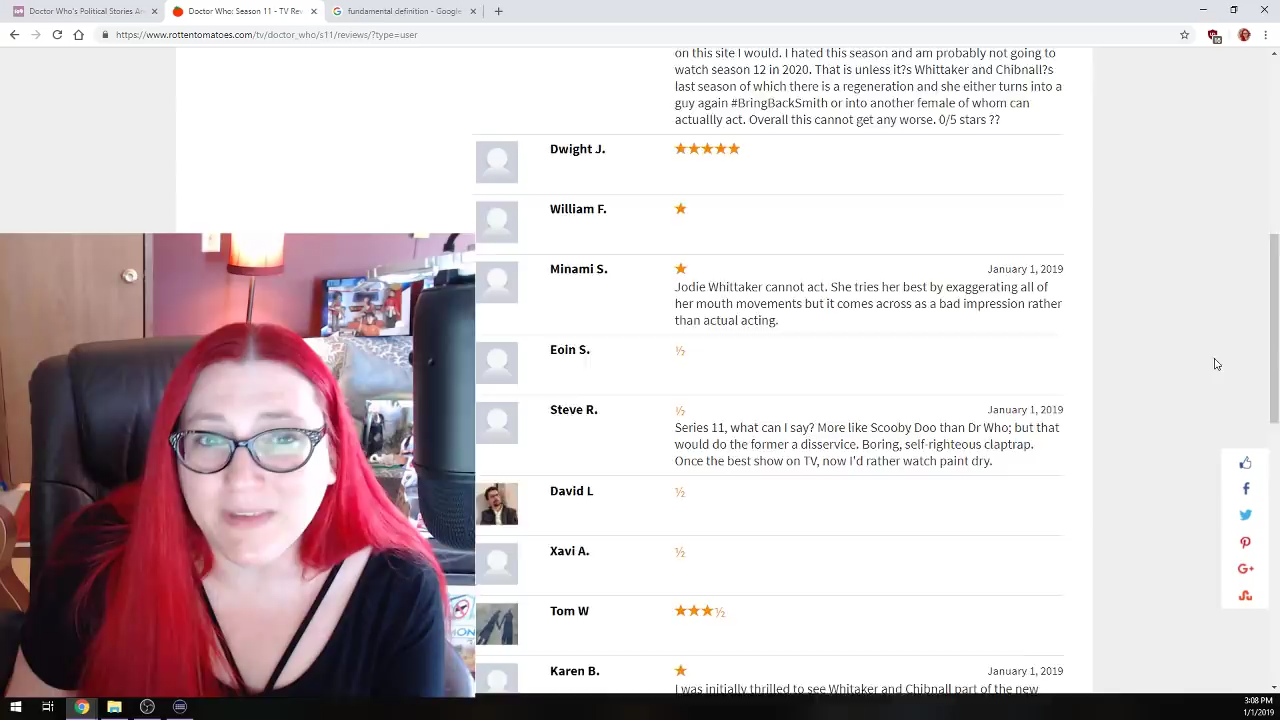 Doctor Who's Political Stories Are
Doctor Who: Season 11 - TV Rev
fundamental definition - Google
https://www.rottentomatoes.com/tv/doctor_who/s11/reviews/?type=user
on this site I would. I hated this season and am probably not going to
watch season 12 in 2020. That is unless it?s Whittaker and Chibnall?s
last season of which there is a regeneration and she either turns into a
guy again #BringBackSmith or into another female of whom can
actuallly act. Overall this cannot get any worse. 0/5 stars ??
Dwight J.
William F.
Minami S.
January 1, 2019
Jodie Whittaker cannot act. She tries her best by exaggerating all of
her mouth movements but it comes across as a bad impression rather
than actual acting.
Eoin S.
½
Steve R.
½
January 1, 2019
Series 11, what can I say? More like Scooby Doo than Dr Who; but that
would do the former a disservice. Boring, self-righteous claptrap.
Once the best show on TV, now I'd rather watch paint dry.
David L
½
Xavi A.
½
Tom W
½
Karen B.
January 1, 2019
I was initially thrilled to see Whitaker and Chibnall part of the new
3:08 PM
1/1/2019